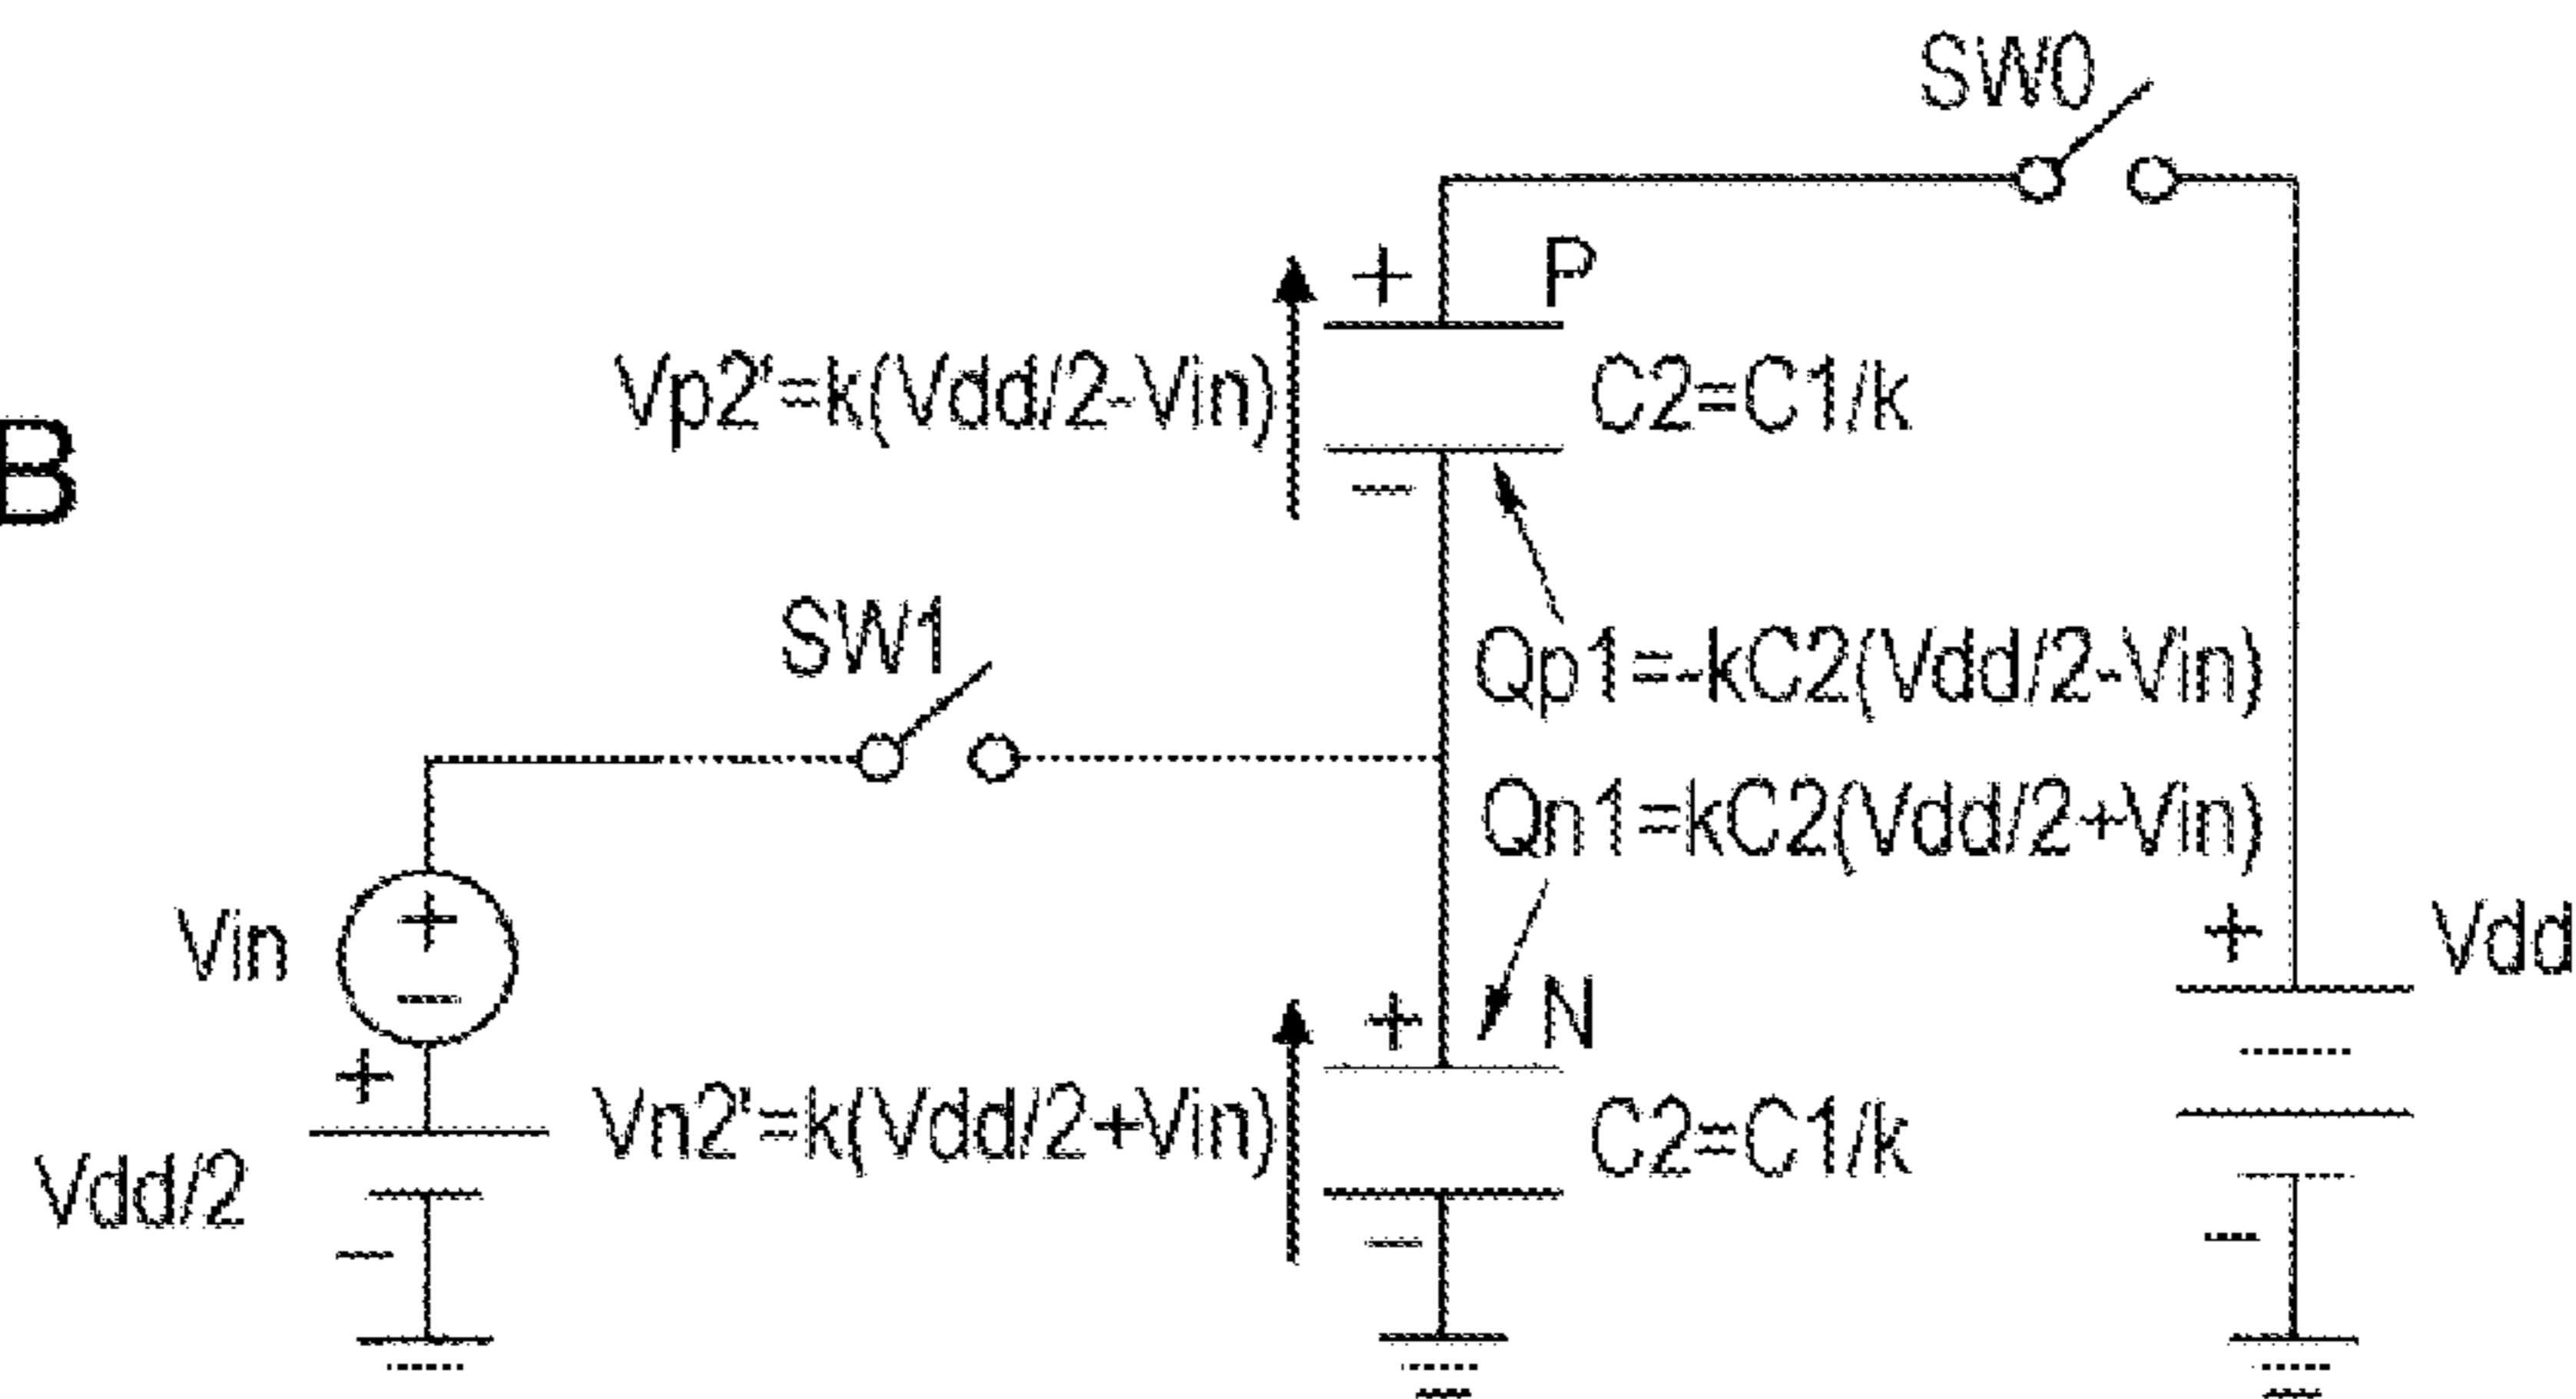 SW0
+ P
Vp2'=k(Vdd/2-Vin)
C2=C1/k
B
-
SW1
Qp1=-kC2(Vdd/2-Vin)
Qn1=kC2(Vdd/2+Vin)
Vin
+
-
+ N
+ Vdd
+
Vn2'=k(Vdd/2+Vin)
C2=C1/k
Vdd/2
-
-
-